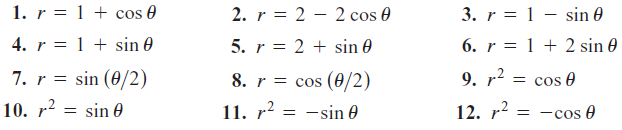 1. r = 1 + cos θ 2. r = 2 − 2 cos θ 3. r = 1 − sin θ
4. r = 1 + sin θ 5. r = 2 + sin θ 6. r = 1 + 2 sin θ
7. r = sin (θ/2) 8. r = cos (θ/2) 9. r² = cos θ
10. r² = sin θ 11. r² = −sin θ 12. r² = −cos θ